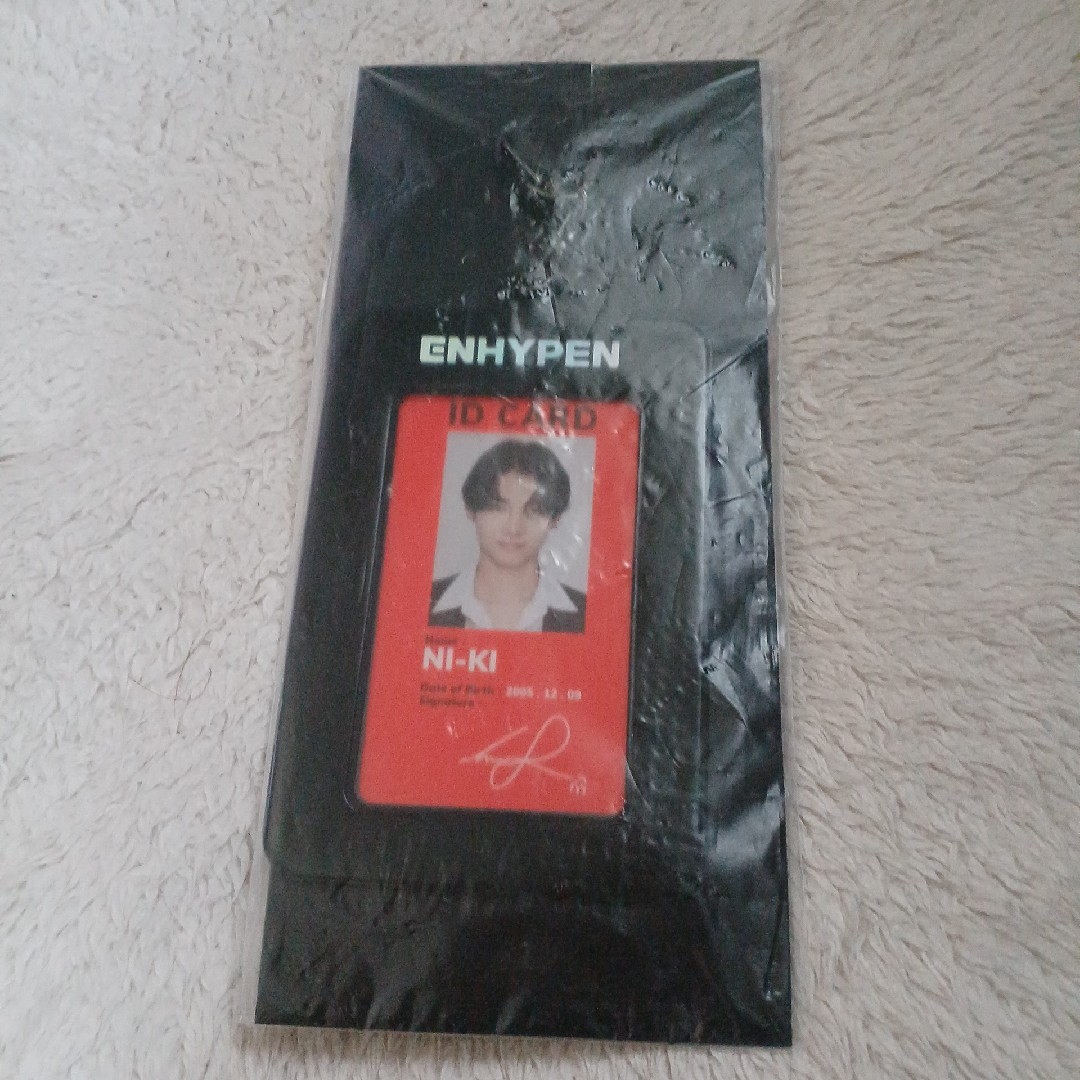 ENHYPEN
ID CARD
Name :
NI-KI
Date of Birth : 2005 . 12 . 09
Signature :